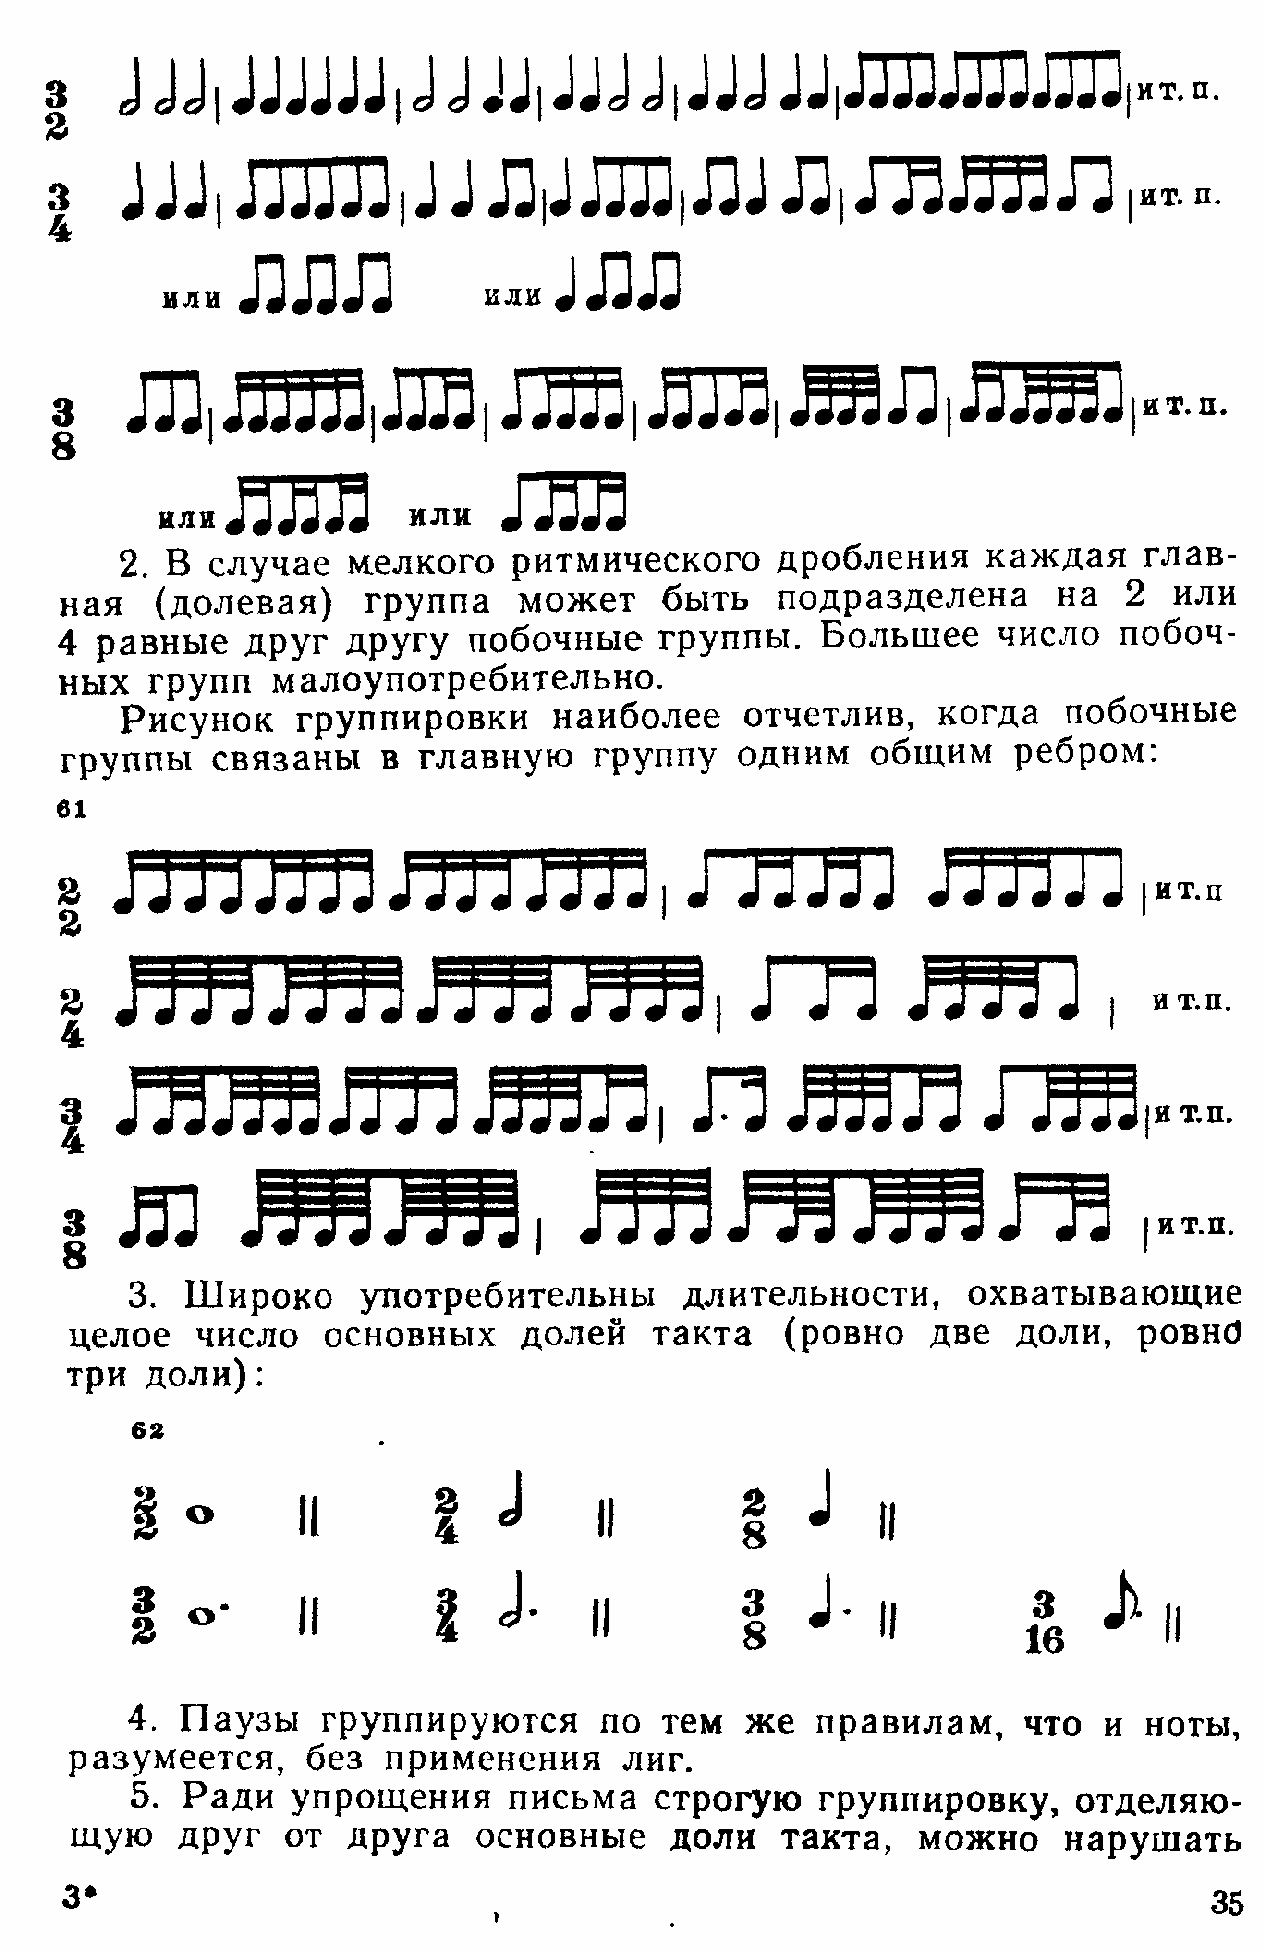 3 и т. п.
2
3 и т. п.
4
или или
3 и т. п.
8
или или
2. В случае мелкого ритмического дробления каждая глав-
ная (долевая) группа может быть подразделена на 2 или
4 равные друг другу побочные группы. Большее число побоч-
ных групп малоупотребительно.
Рисунок группировки наиболее отчетлив, когда побочные
группы связаны в главную группу одним общим ребром:
61
2 и т.п
2
2 и т.п.
4
3 и т.п.
4
3 и т.п.
8
3. Широко употребительны длительности, охватывающие
целое число основных долей такта (ровно две доли, ровно
три доли):
62
2 2 2
2 4 8
3 3 3 3
2 4 8 16
4. Паузы группируются по тем же правилам, что и ноты,
разумеется, без применения лиг.
5. Ради упрощения письма строгую группировку, отделяю-
щую друг от друга основные доли такта, можно нарушать
3* 35